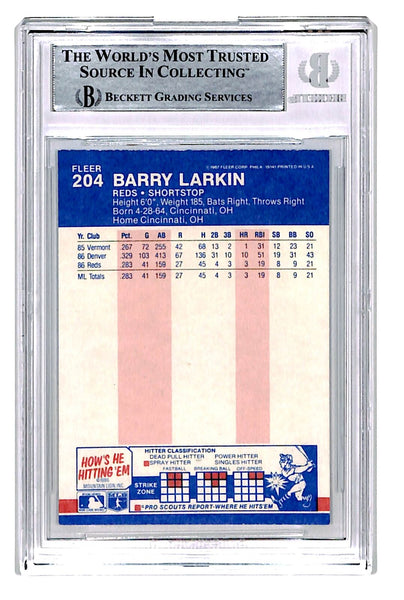 THE WORLD'S MOST TRUSTED
SOURCE IN COLLECTING™
B BECKETT GRADING SERVICES
FLEER
204 BARRY LARKIN
REDS • SHORTSTOP
Height 6'0", Weight 185, Bats Right, Throws Right
Born 4-28-64, Cincinnati, OH
Home Cincinnati, OH
Yr. Club Pct. G AB R H 2B 3B HR RBI SB BB SO
85 Vermont .267 72 255 42 68 13 2 1 31 12 23 21
86 Denver .329 103 413 67 136 31 10 10 51 19 31 43
86 Reds .283 41 159 27 45 4 3 3 19 8 9 21
ML Totals .283 41 159 27 45 4 3 3 19 8 9 21
HOW'S HE
HITTING 'EM
©1986
MOUNTAIN LION, INC
HITTER CLASSIFICATION
DEAD PULL HITTER POWER HITTER
SPRAY HITTER SINGLES HITTER
FASTBALL BREAKING BALL OFF-SPEED
STRIKE
ZONE
PRO SCOUTS REPORT-WHERE HE HITS'EM